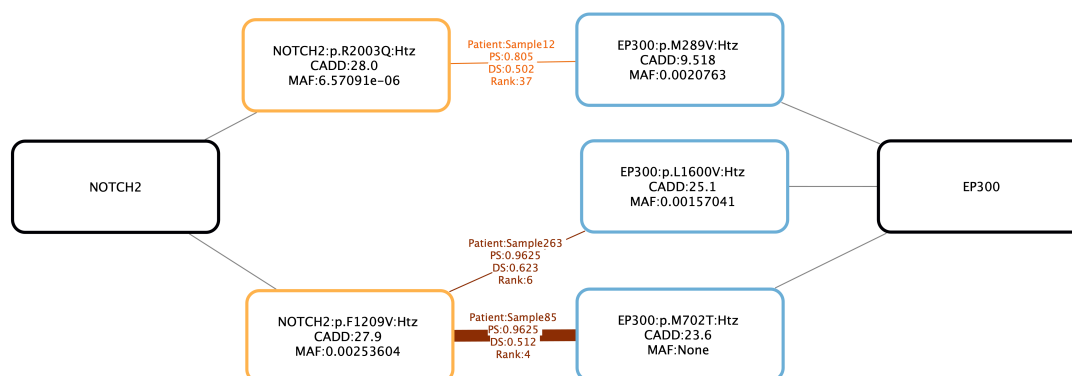 NOTCH2:p.R2003Q:Htz
CADD:28.0
MAF:6.57091e-06
Patient:Sample12
PS:0.805
DS:0.502
Rank:37
EP300:p.M289V:Htz
CADD:9.518
MAF:0.0020763
NOTCH2
EP300:p.L1600V:Htz
CADD:25.1
MAF:0.00157041
EP300
Patient:Sample263
PS:0.9625
DS:0.623
Rank:6
NOTCH2:p.F1209V:Htz
CADD:27.9
MAF:0.00253604
Patient:Sample85
PS:0.9625
DS:0.512
Rank:4
EP300:p.M702T:Htz
CADD:23.6
MAF:None